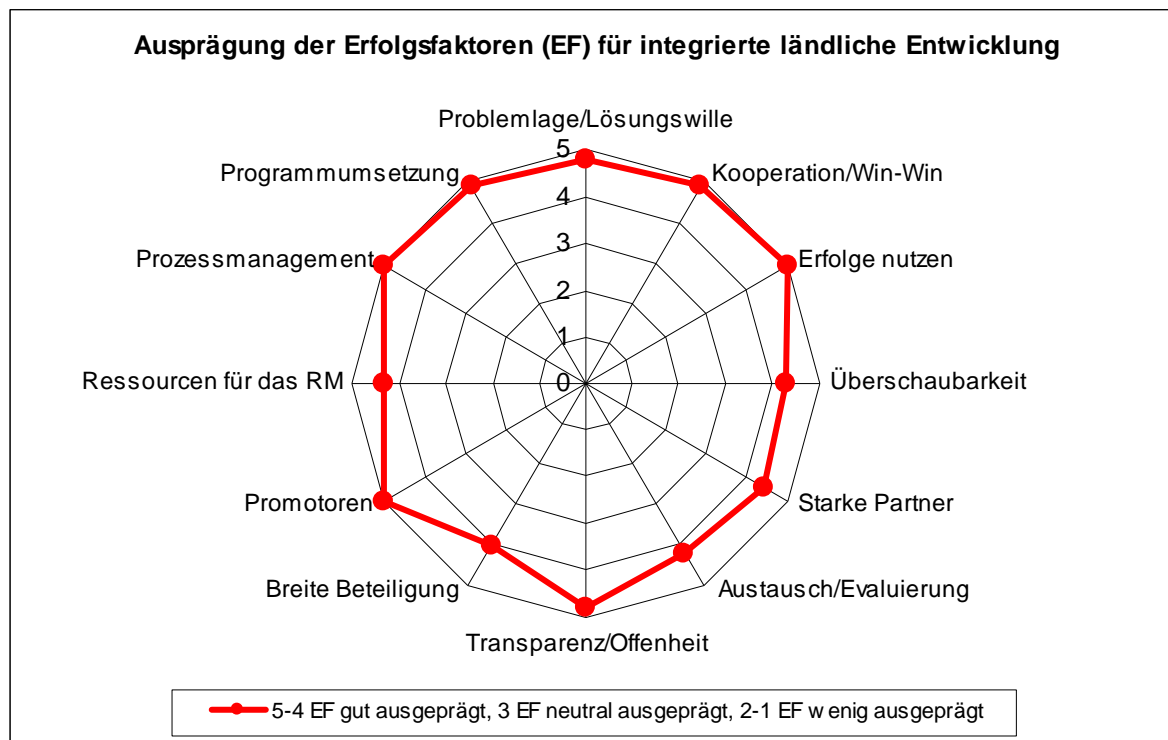 Ausprägung der Erfolgsfaktoren (EF) für integrierte ländliche Entwicklung
Problemlage/Lösungswille
5
Programmumsetzung
Kooperation/Win-Win
4
3
Prozessmanagement
Erfolge nutzen
2
1
Ressourcen für das RM
0
Überschaubarkeit
Promotoren
Starke Partner
Breite Beteiligung
Austausch/Evaluierung
Transparenz/Offenheit
5-4 EF gut ausgeprägt, 3 EF neutral ausgeprägt, 2-1 EF wenig ausgeprägt